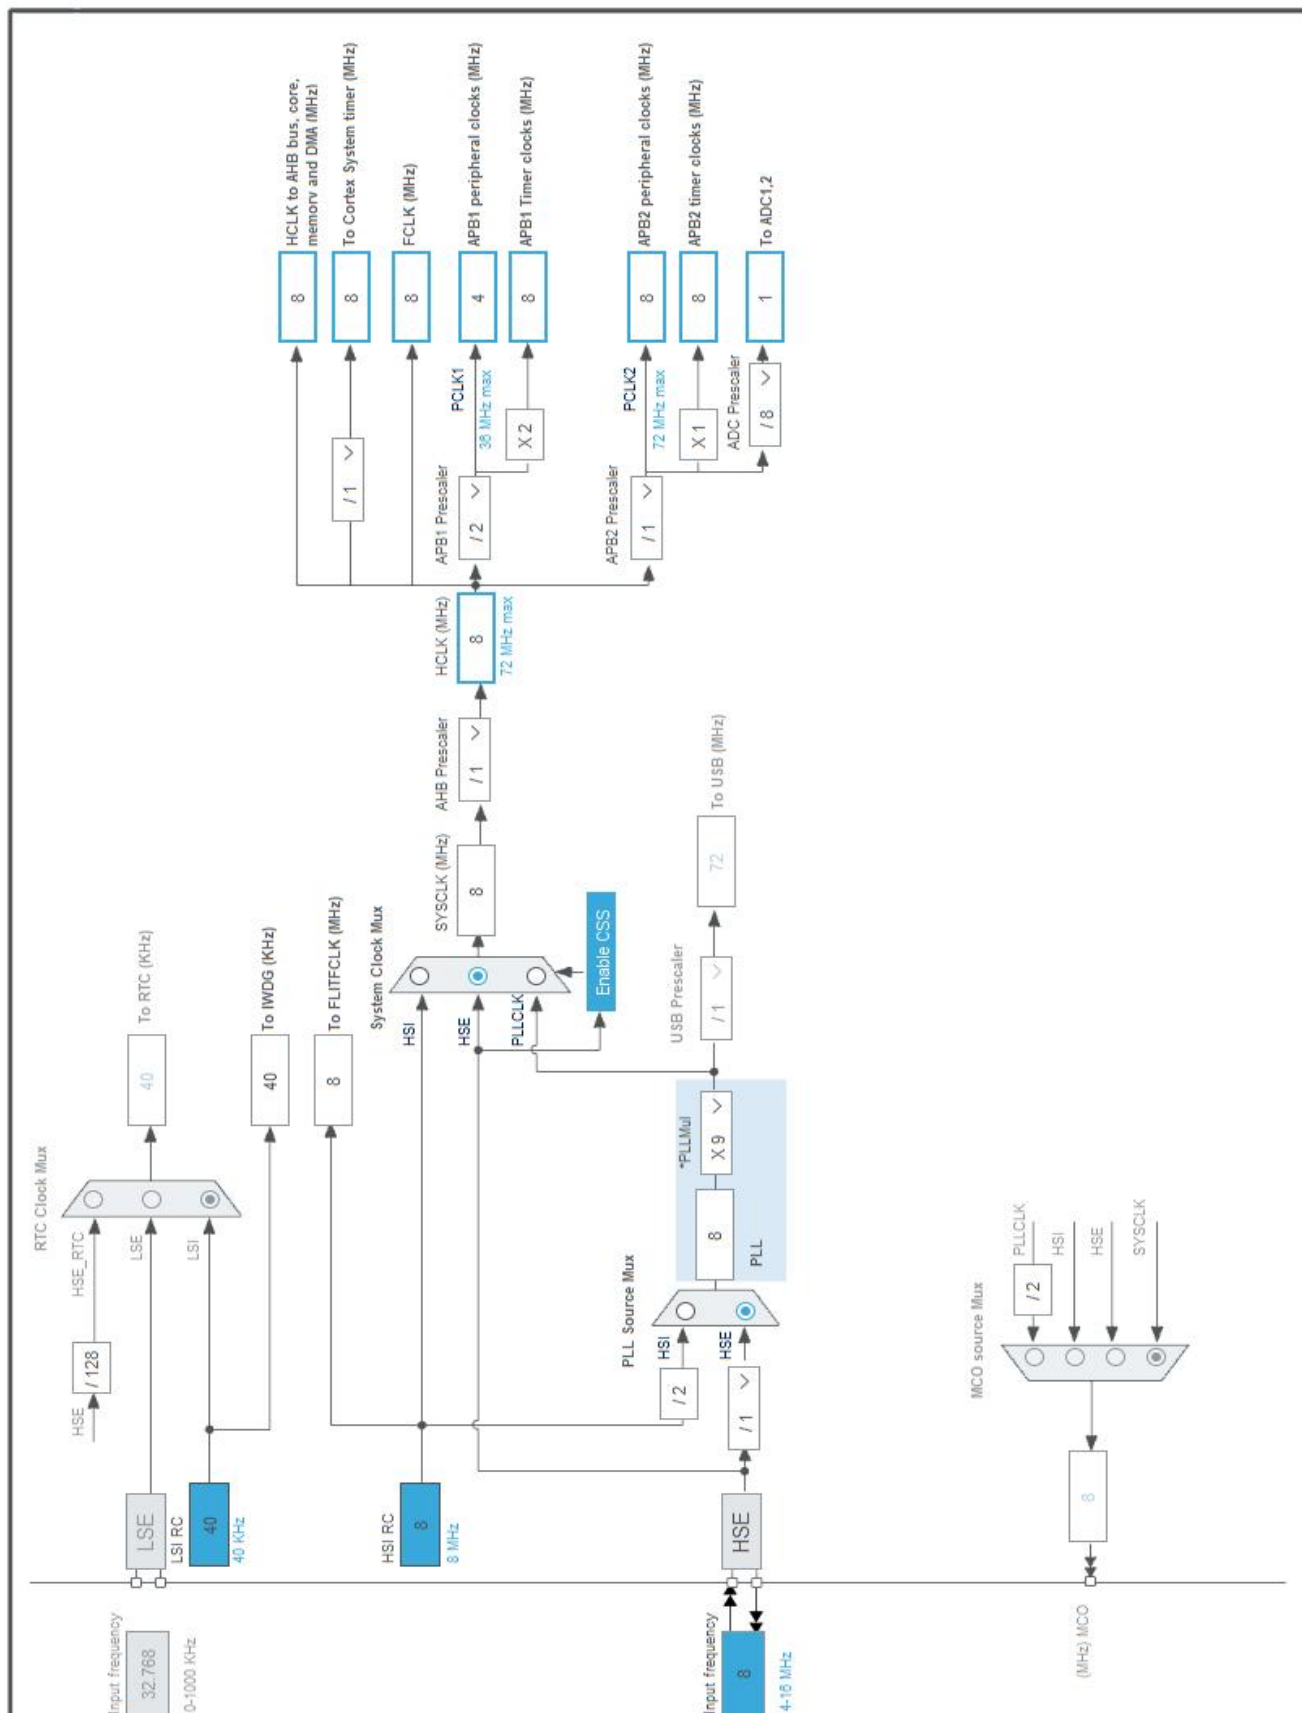 Input frequency
32.768
0-1000 KHz
LSE
LSI RC
40
40 KHz
HSE
/ 128
HSE_RTC
LSE
LSI
RTC Clock Mux
40
To RTC (KHz)
40
To IWDG (KHz)
8
To FLITFCLK (MHz)
HSI RC
8
8 MHz
Input frequency
8
4-16 MHz
HSE
/ 2
/ 1
HSI
HSE
PLL Source Mux
8
PLL
*PLLMul
X 9
USB Prescaler
/ 1
72
To USB (MHz)
System Clock Mux
HSI
HSE
PLLCLK
Enable CSS
SYSCLK (MHz)
8
AHB Prescaler
/ 1
HCLK (MHz)
8
72 MHz max
/ 1
APB1 Prescaler
/ 2
PCLK1
36 MHz max
X 2
APB2 Prescaler
/ 1
PCLK2
72 MHz max
X 1
ADC Prescaler
/ 8
8
HCLK to AHB bus, core,
memory and DMA (MHz)
8
To Cortex System timer (MHz)
8
FCLK (MHz)
4
APB1 peripheral clocks (MHz)
8
APB1 Timer clocks (MHz)
8
APB2 peripheral clocks (MHz)
8
APB2 timer clocks (MHz)
1
To ADC1,2
(MHz) MCO
8
MCO source Mux
/ 2
PLLCLK
HSI
HSE
SYSCLK